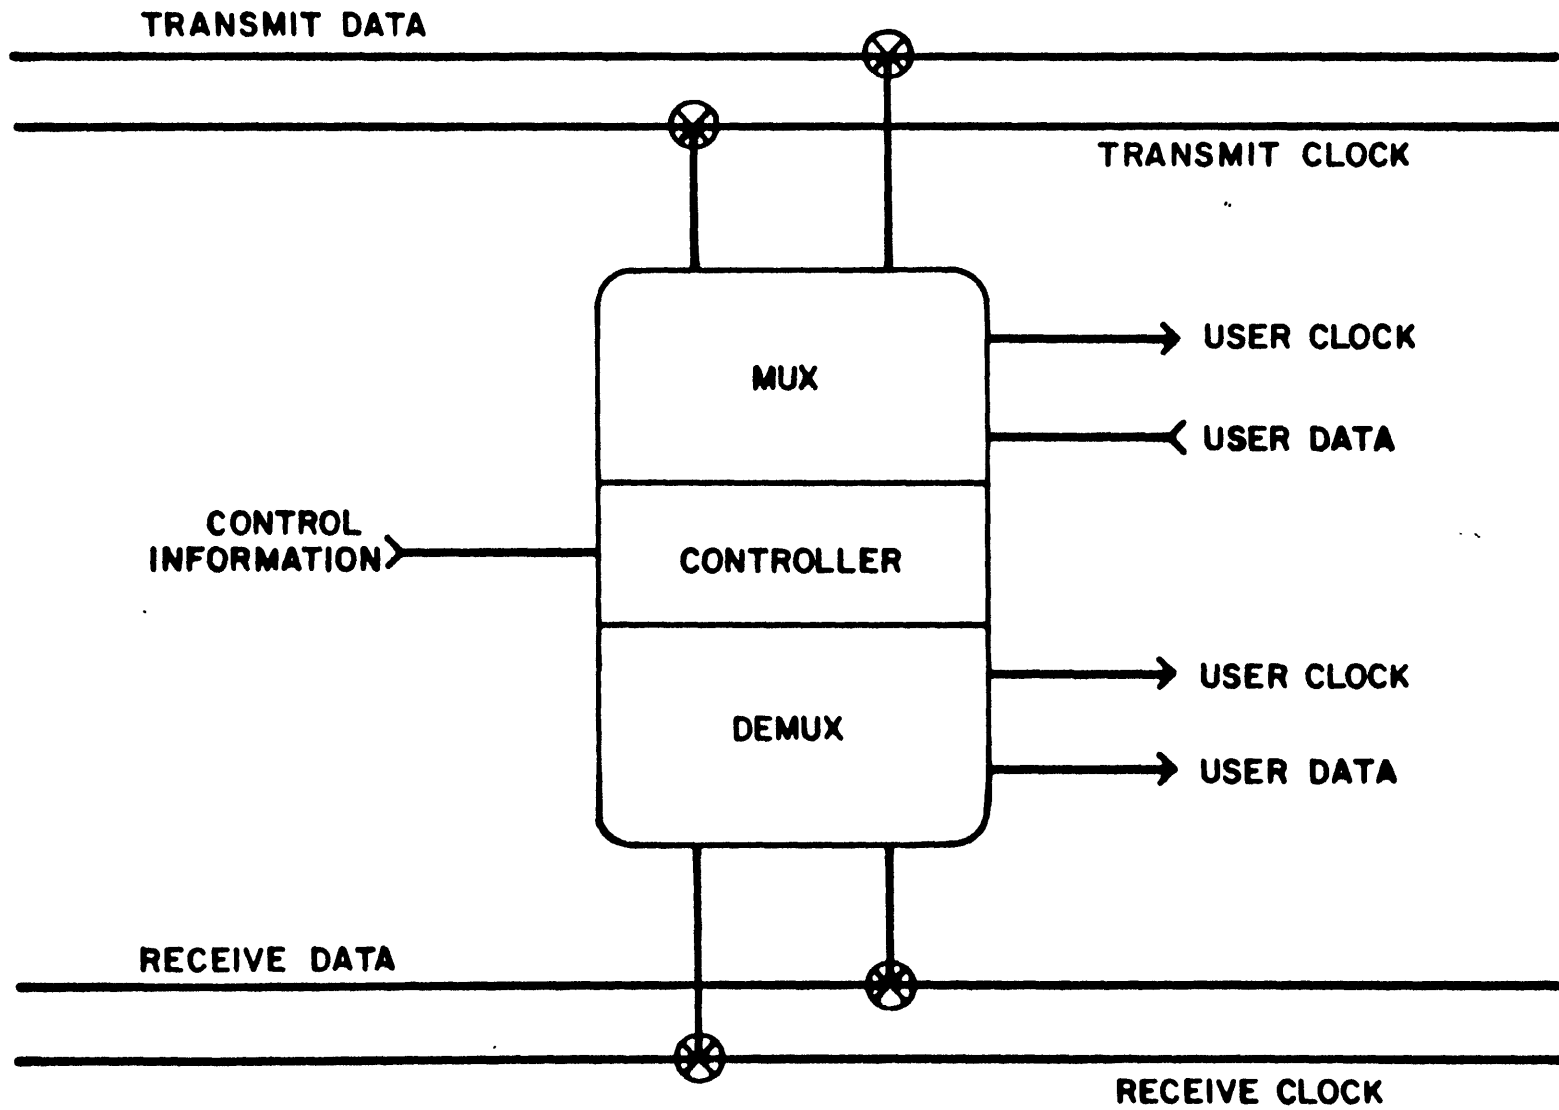 TRANSMIT DATA
TRANSMIT CLOCK
USER CLOCK
MUX
USER DATA
CONTROL
INFORMATION
CONTROLLER
USER CLOCK
DEMUX
USER DATA
RECEIVE DATA
RECEIVE CLOCK